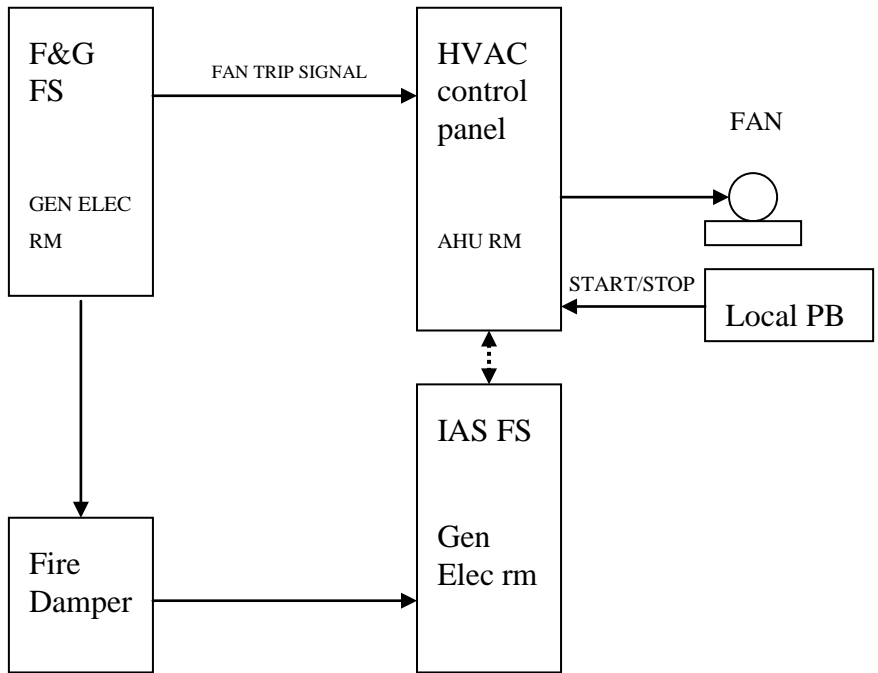 F&G
FS
GEN ELEC
RM
FAN TRIP SIGNAL
HVAC
control
panel
AHU RM
FAN
START/STOP
Local PB
IAS FS
Gen
Elec rm
Fire
Damper